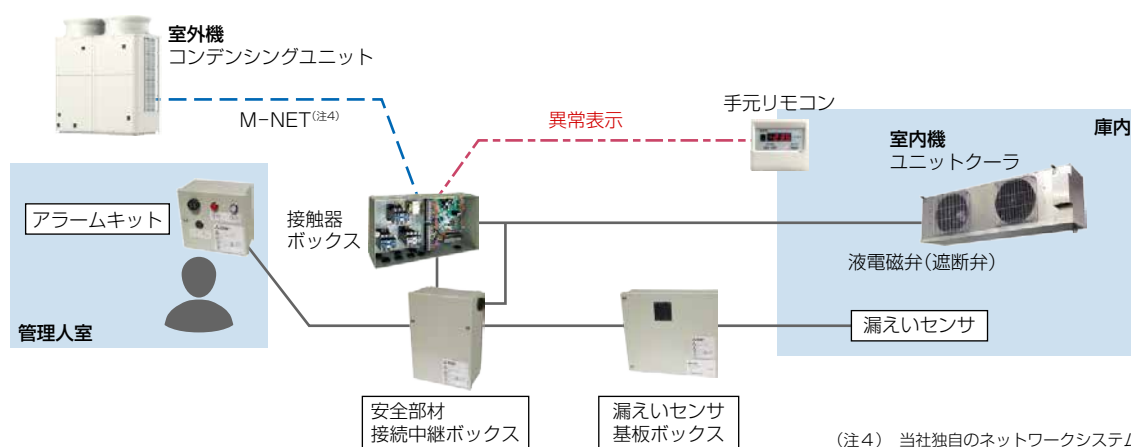 室外機
コンデンシングユニット
M-NET(注4)
異常表示
手元リモコン
庫内
室内機
ユニットクーラ
アラームキット
接触器
ボックス
液電磁弁(遮断弁)
管理人室
漏えいセンサ
安全部材
接続中継ボックス
漏えいセンサ
基板ボックス
(注4) 当社独自のネットワークシステム